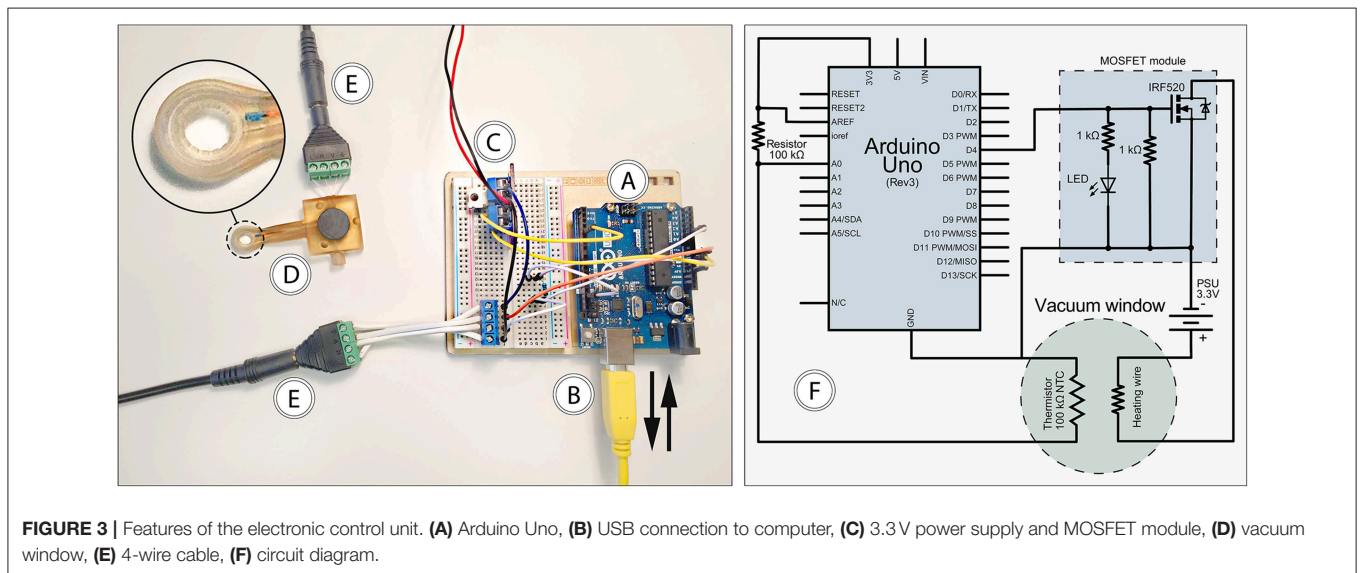 E
C
A
D
B
E
3V3
5V
VIN
RESET
RESET2
AREF
ioref
A0
A1
A2
A3
A4/SDA
A5/SCL
N/C
GND
Arduino
Uno
(Rev3)
D0/RX
D1/TX
D2
D3 PWM
D4
D5 PWM
D6 PWM
D7
D8
D9 PWM
D10 PWM/SS
D11 PWM/MOSI
D12/MISO
D13/SCK
Resistor
100 kΩ
MOSFET module
IRF520
1 kΩ
1 kΩ
LED
PSU
3.3V
-
+
Vacuum window
Thermistor
100 kΩ NTC
Heating wire
F
FIGURE 3 | Features of the electronic control unit. (A) Arduino Uno, (B) USB connection to computer, (C) 3.3 V power supply and MOSFET module, (D) vacuum
window, (E) 4-wire cable, (F) circuit diagram.